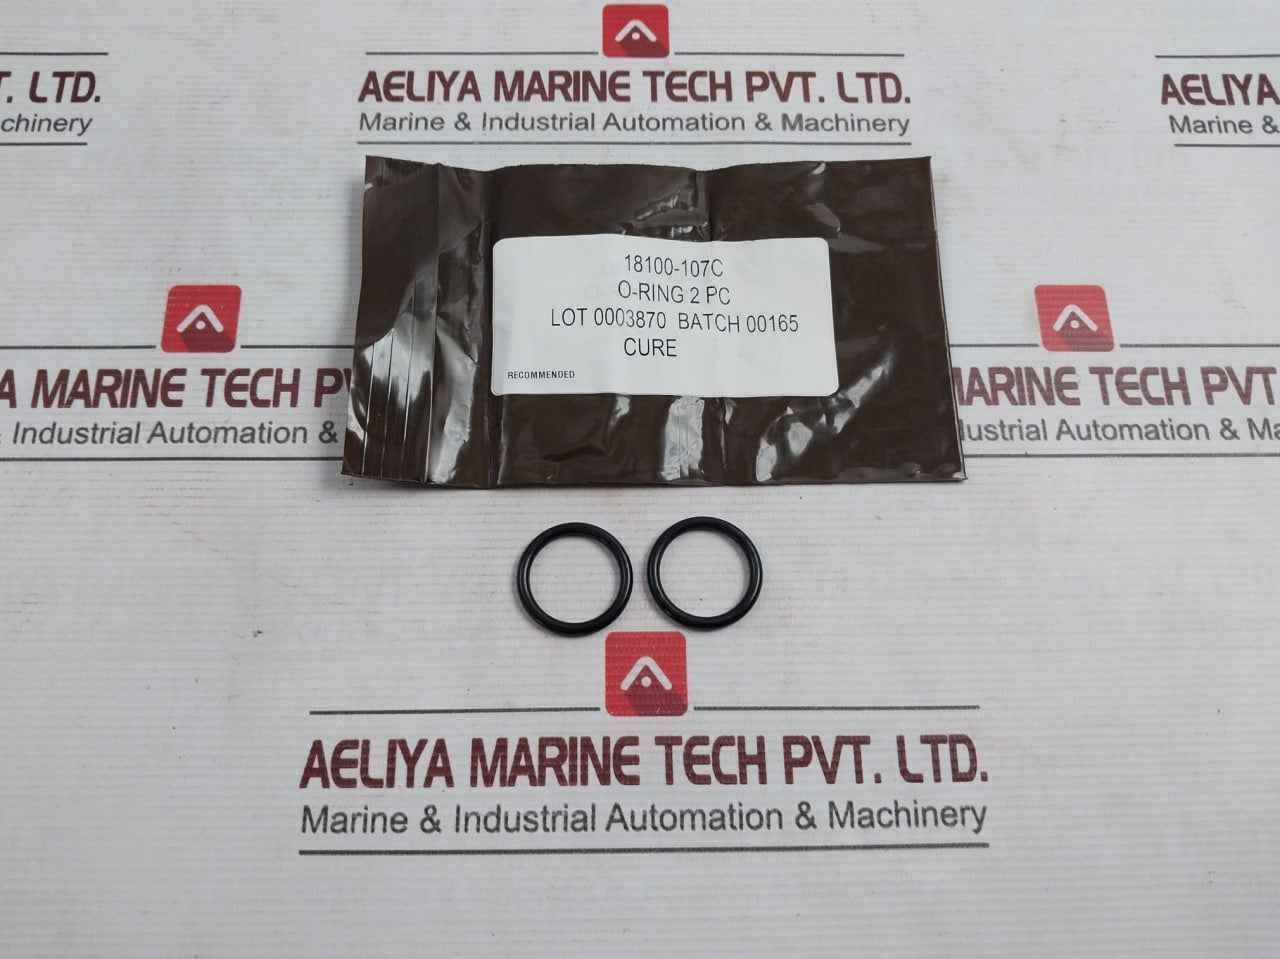 AELIYA MARINE TECH PVT. LTD.
Marine & Industrial Automation & Machinery
T. LTD.
chinery
AELIYA
Marine &
18100-107C
O-RING 2 PC
LOT 0003870 BATCH 00165
CURE
RECOMMENDED
A MARINE TECH P
& Industrial Automation &
MARINE TECH PVT
dustrial Automation & Ma
AELIYA MARINE TECH PVT. LTD.
Marine & Industrial Automation & Machinery